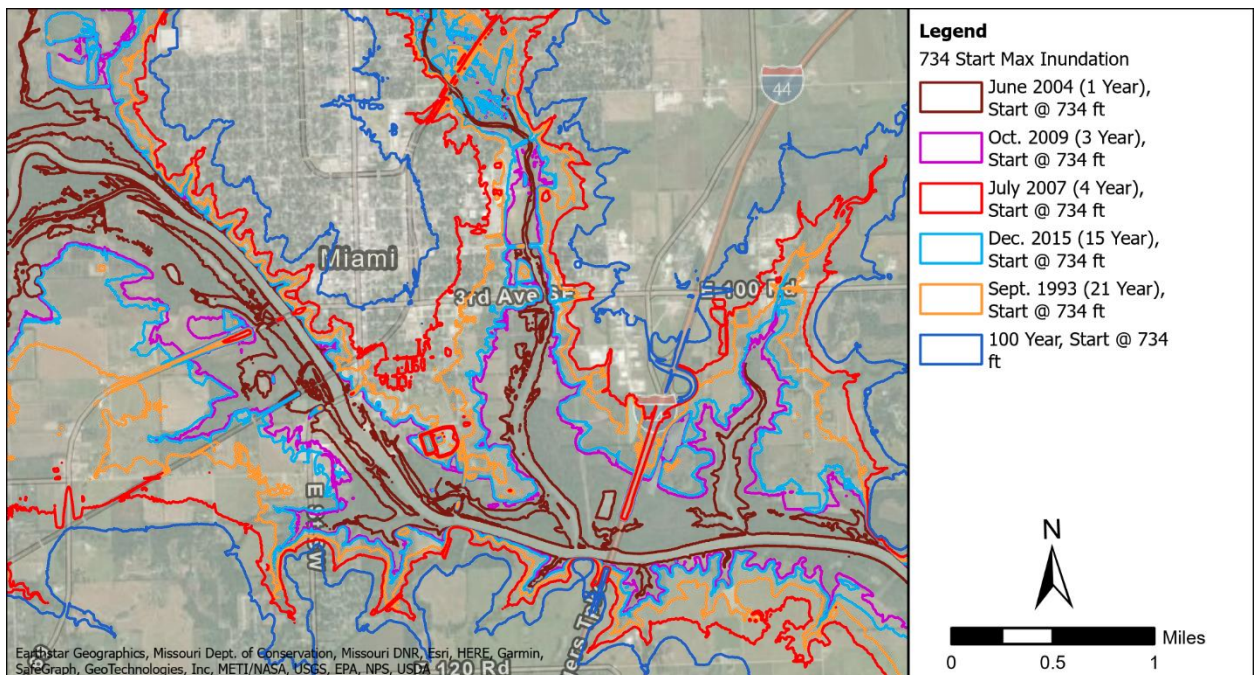 Miami
44
3rd Ave SE
E 100 Rd
Earthstar Geographics, Missouri Dept. of Conservation, Missouri DNR, Esri, HERE, Garmin,
SafeGraph, GeoTechnologies, Inc, METI/NASA, USGS, EPA, NPS, USDA
120 Rd
Legend
734 Start Max Inundation
June 2004 (1 Year),
Start @ 734 ft
Oct. 2009 (3 Year),
Start @ 734 ft
July 2007 (4 Year),
Start @ 734 ft
Dec. 2015 (15 Year),
Start @ 734 ft
Sept. 1993 (21 Year),
Start @ 734 ft
100 Year, Start @ 734
ft
N
Miles
0 0.5 1